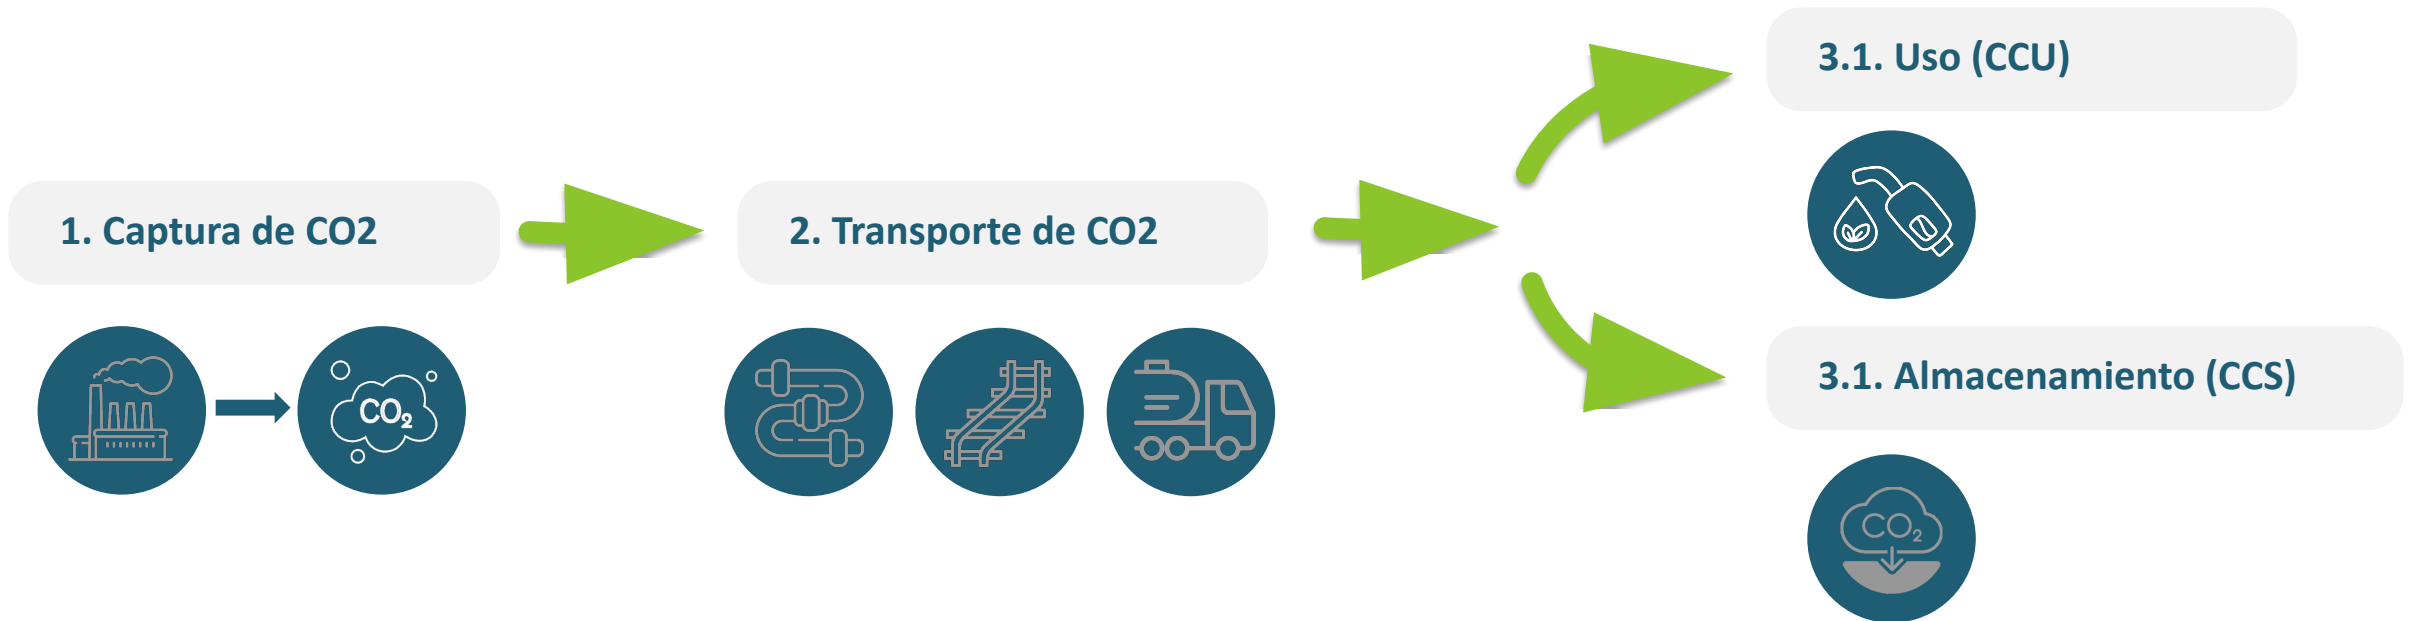 1. Captura de CO2
CO2
2. Transporte de CO2
3.1. Uso (CCU)
3.1. Almacenamiento (CCS)
CO2